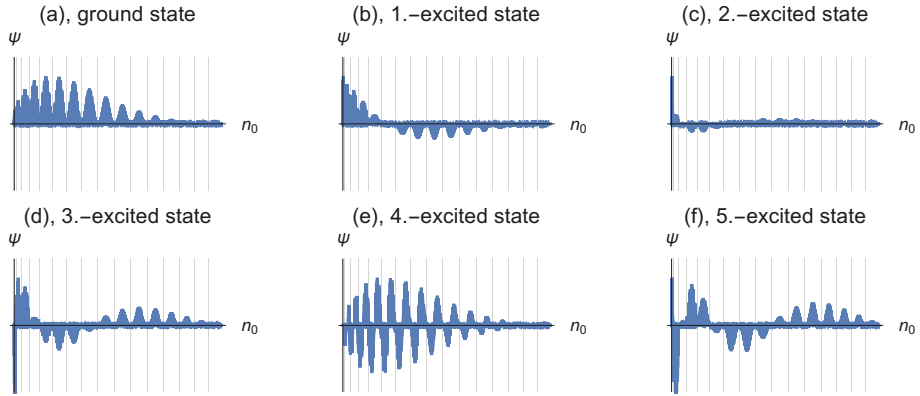 (a), ground state
ψ
n0
(b), 1.-excited state
ψ
n0
(c), 2.-excited state
ψ
n0
(d), 3.-excited state
ψ
n0
(e), 4.-excited state
ψ
n0
(f), 5.-excited state
ψ
n0